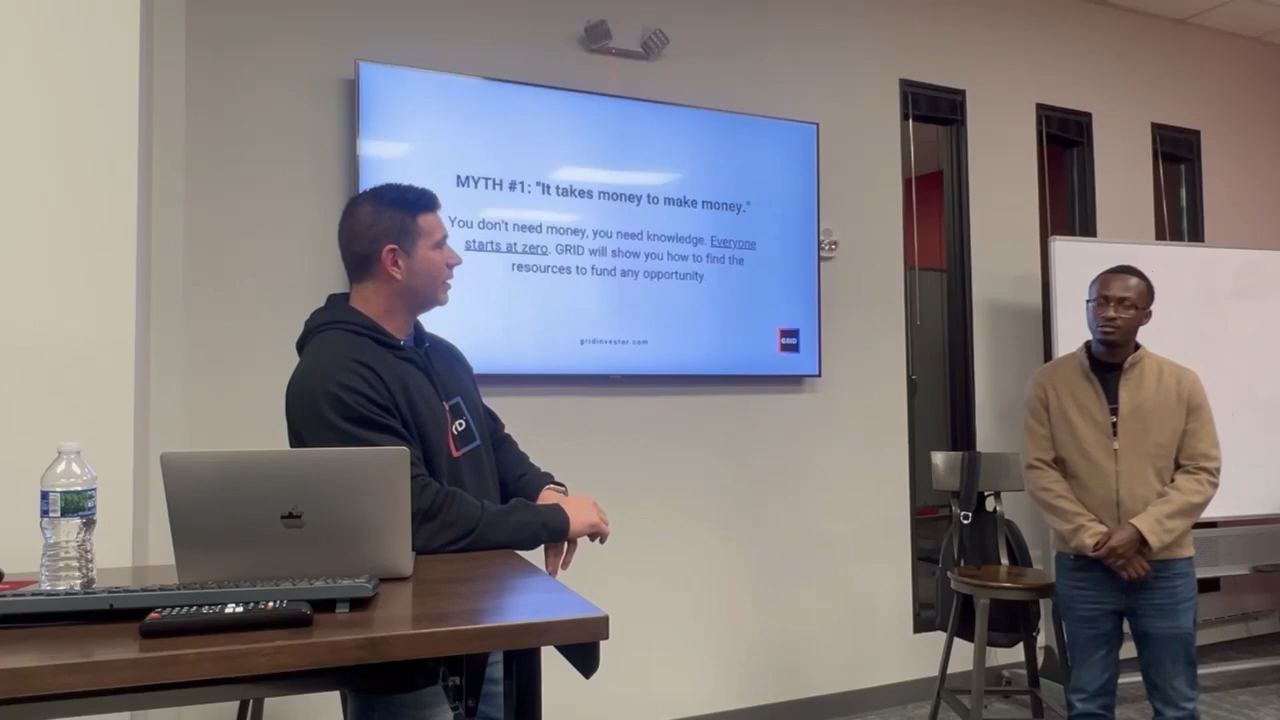 MYTH #1: "It takes money to make money."
You don't need money, you need knowledge. Everyone
starts at zero. GRID will show you how to find the
resources to fund any opportunity
gridinvestor.com
GRID